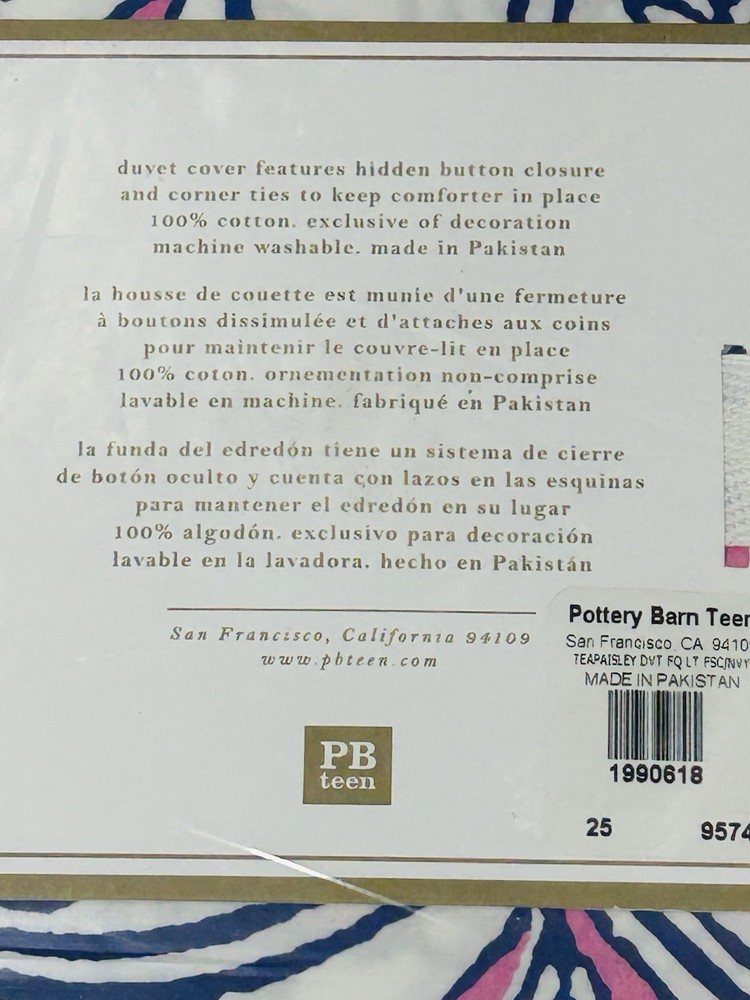 duvet cover features hidden button closure
and corner ties to keep comforter in place
100% cotton. exclusive of decoration
machine washable. made in Pakistan
la housse de couette est munie d'une fermeture
à boutons dissimulée et d'attaches aux coins
pour maintenir le couvre-lit en place
100% coton. ornementation non-comprise
lavable en machine. fabriqué en Pakistan
la funda del edredón tiene un sistema de cierre
de botón oculto y cuenta con lazos en las esquinas
para mantener el edredón en su lugar
100% algodón. exclusivo para decoración
lavable en la lavadora. hecho en Pakistán
San Francisco, California 94109
www.pbteen.com
PB
teen
Pottery Barn Teen
San Francisco, CA 9410
TEAPAISLEY DVT FQ LT FSC/NVY
MADE IN PAKISTAN
1990618
25 9574